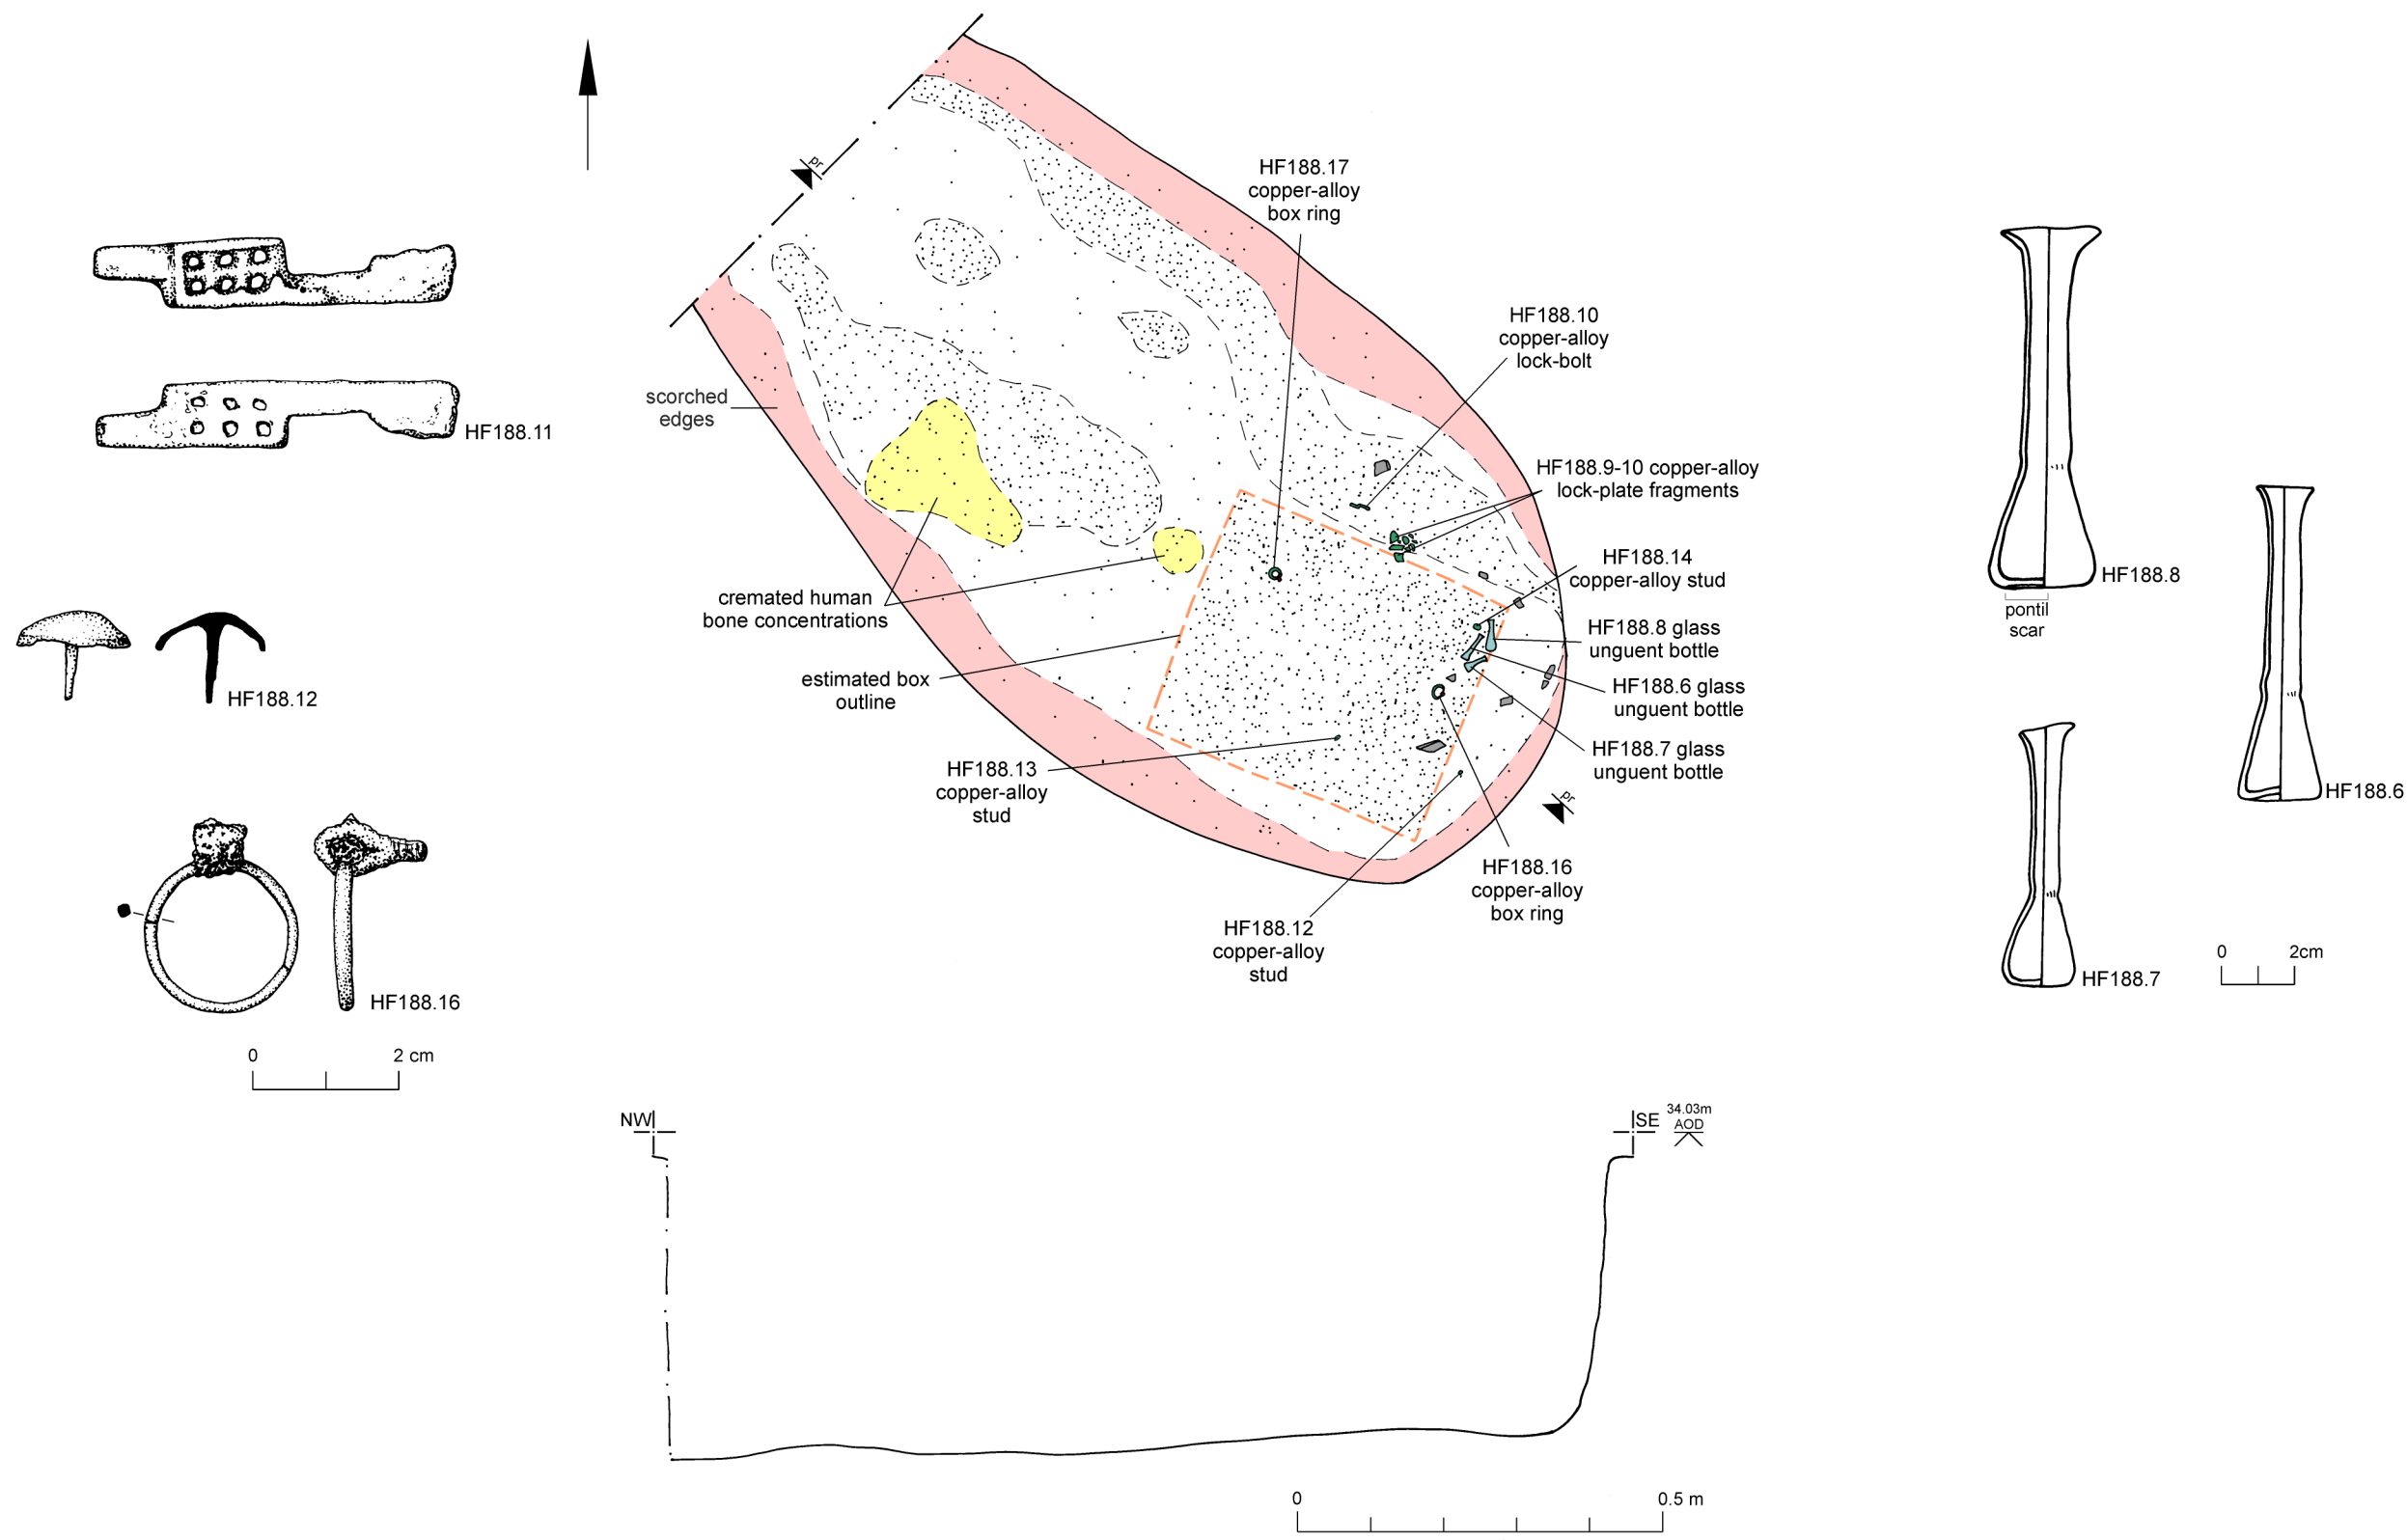 pr
HF188.17
copper-alloy
box ring
HF188.10
copper-alloy
lock-bolt
scorched
edges
HF188.11
HF188.9-10 copper-alloy
lock-plate fragments
HF188.14
copper-alloy stud
HF188.8
pontil
scar
cremated human
bone concentrations
HF188.8 glass
unguent bottle
estimated box
outline
HF188.6 glass
unguent bottle
HF188.12
HF188.7 glass
unguent bottle
HF188.6
HF188.13
copper-alloy
stud
pr
HF188.16
copper-alloy
box ring
HF188.12
copper-alloy
stud
HF188.16
0 2 cm
HF188.7
0 2cm
NW
SE
34.03m
AOD
0 0.5 m